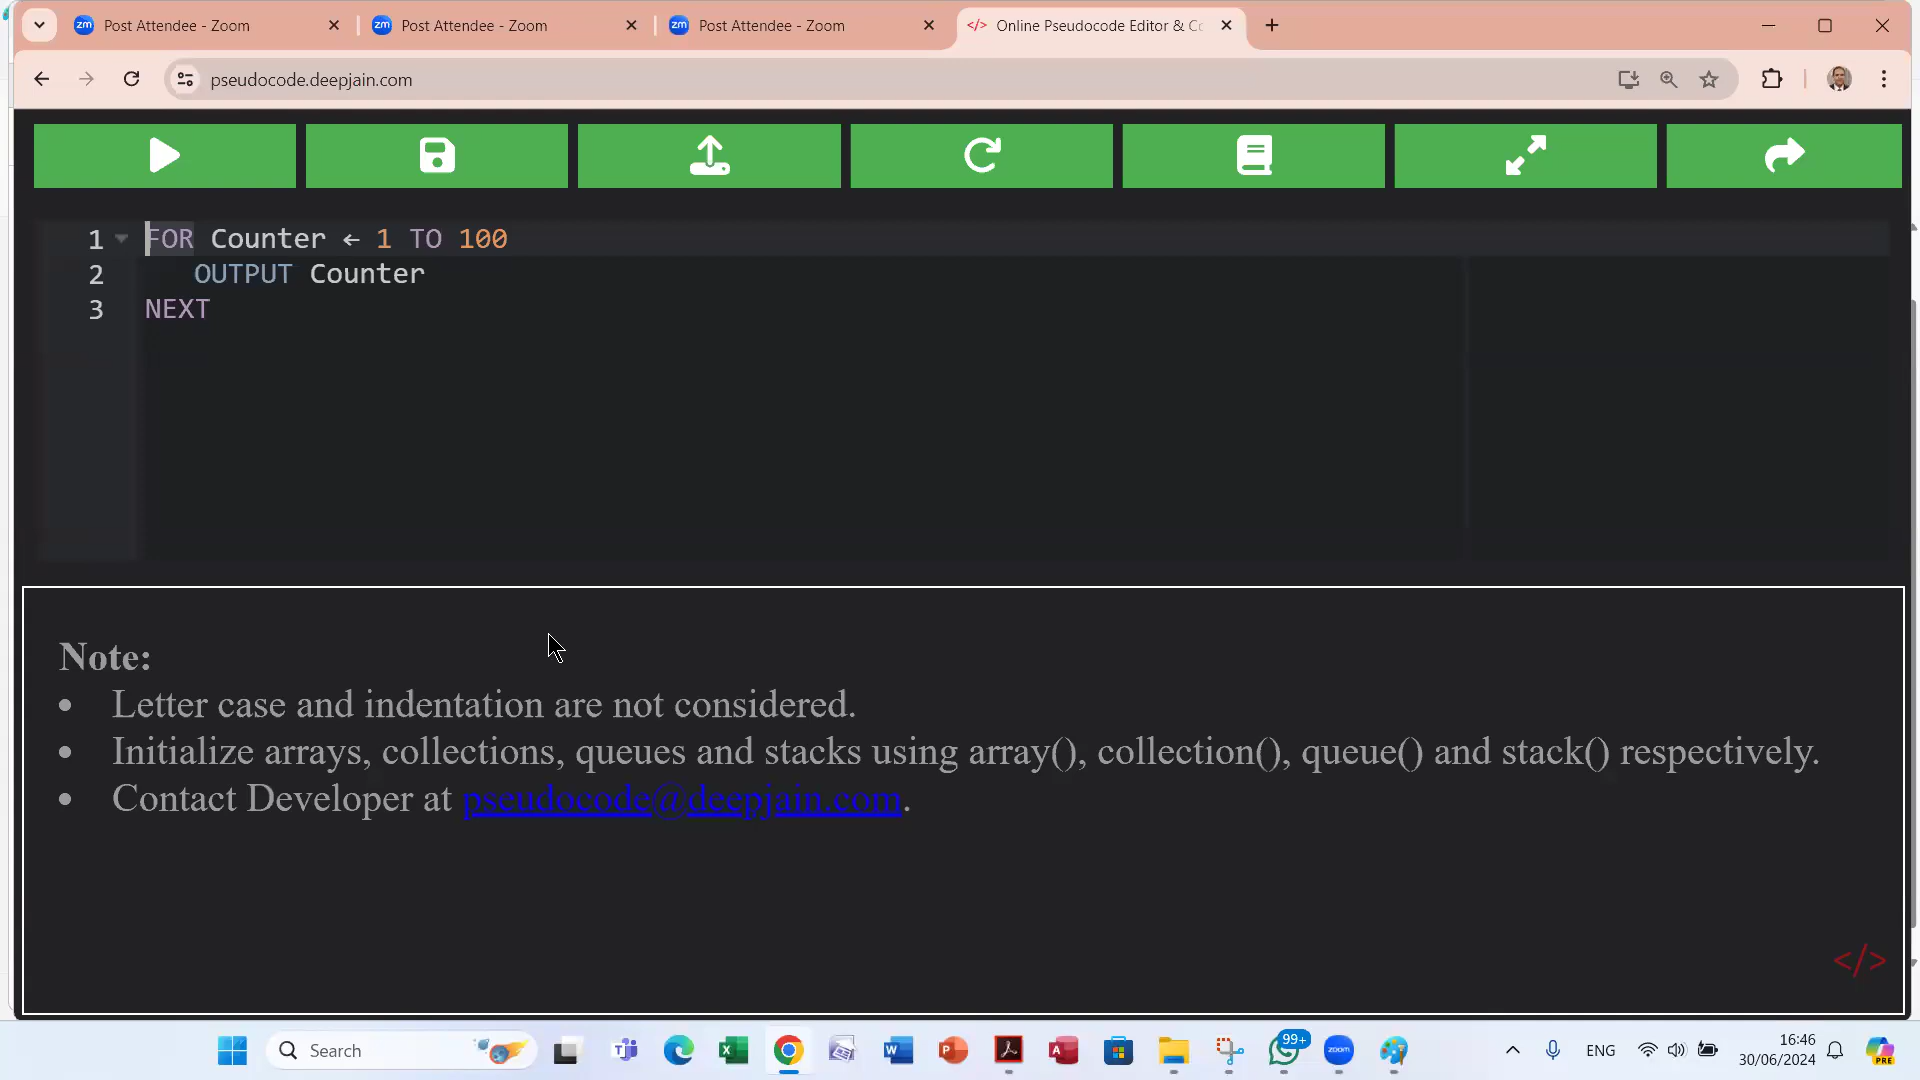 Post Attendee - Zoom
Post Attendee - Zoom
Post Attendee - Zoom
Online Pseudocode Editor & Co
pseudocode.deepjain.com
1 FOR Counter ← 1 TO 100
2 OUTPUT Counter
3 NEXT
Note:
• Letter case and indentation are not considered.
• Initialize arrays, collections, queues and stacks using array(), collection(), queue() and stack() respectively.
• Contact Developer at pseudocode@deepjain.com.
</>
Search
99+
zoom
ENG
16:46
30/06/2024
PRE